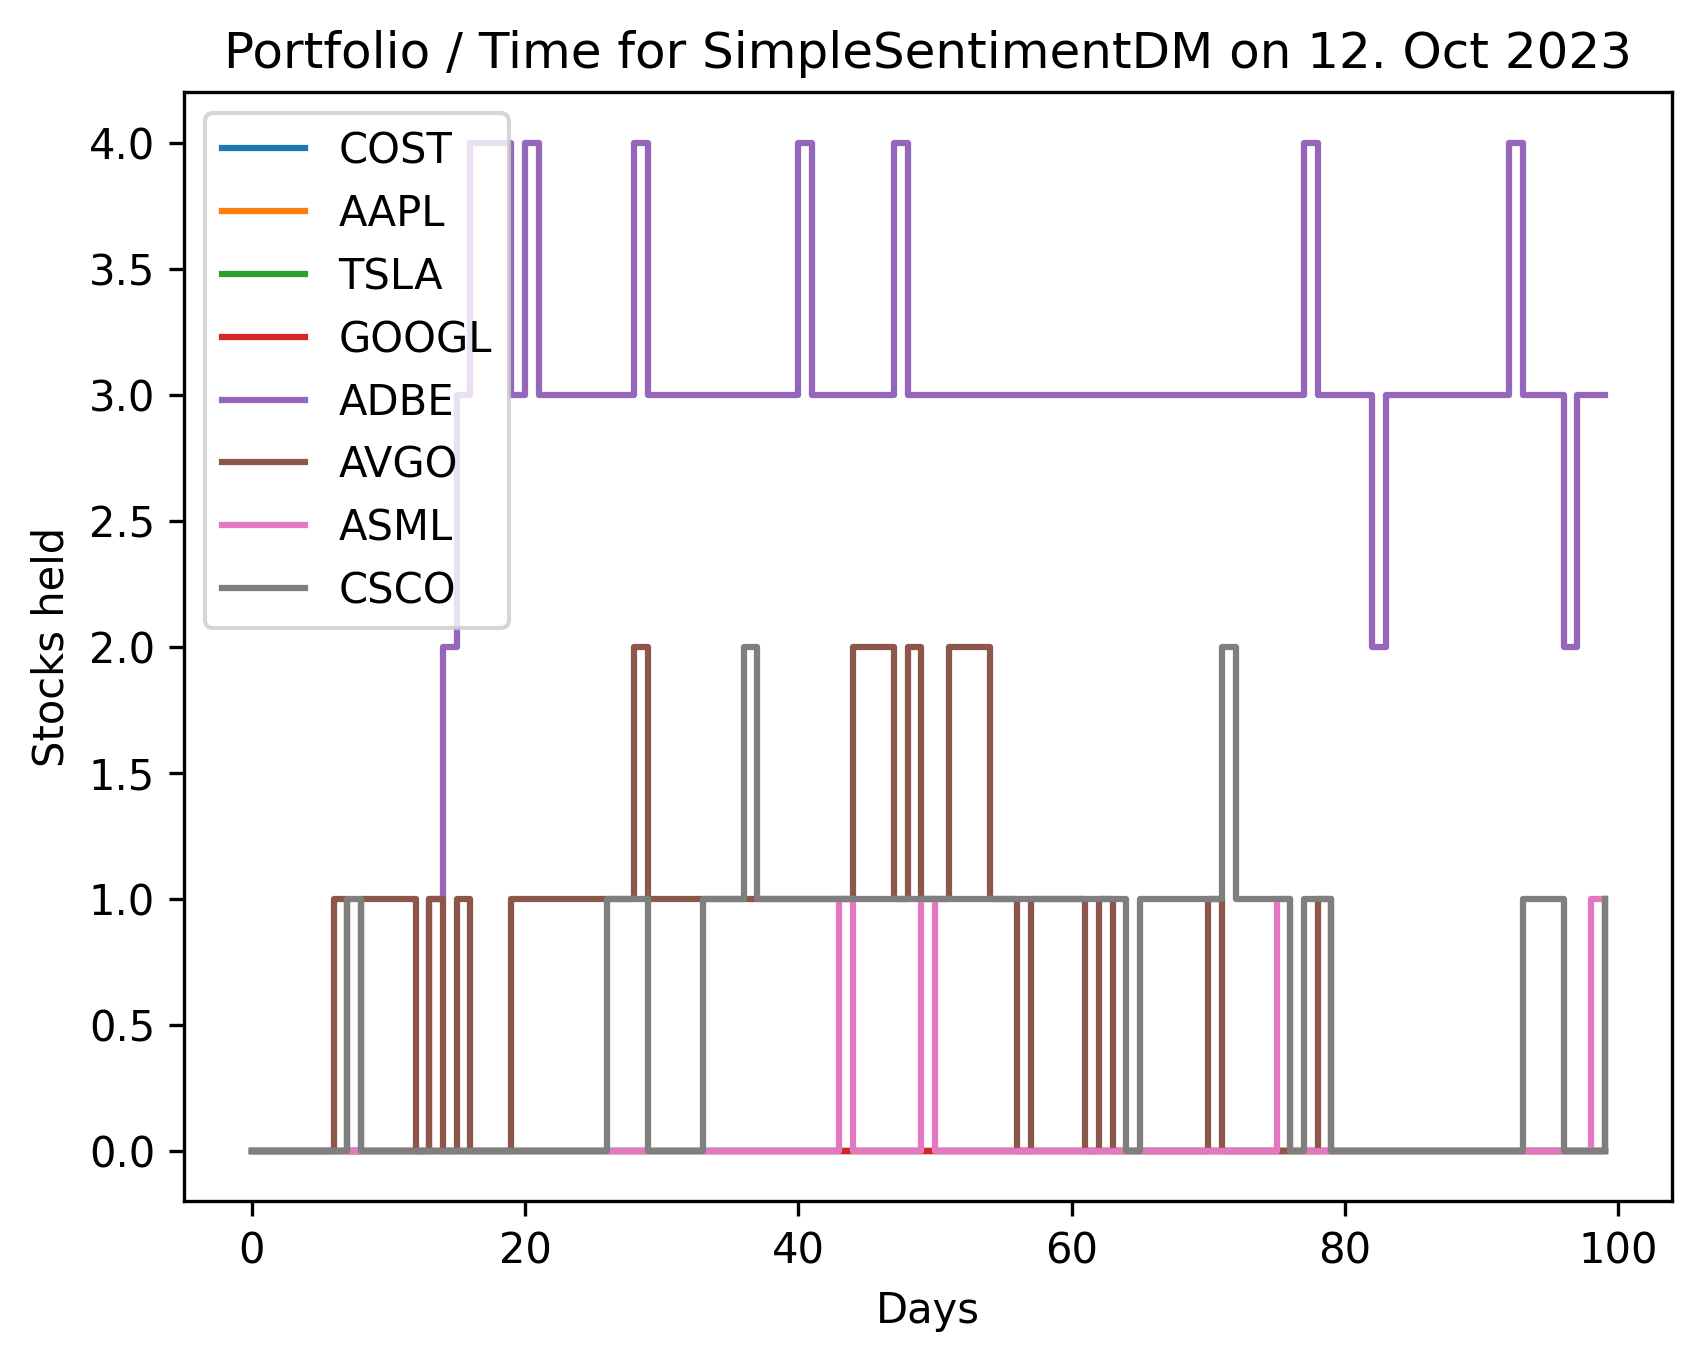 Portfolio / Time for SimpleSentimentDM on 12. Oct 2023
COST
AAPL
TSLA
GOOGL
ADBE
AVGO
ASML
CSCO
4.0
3.5
3.0
2.5
2.0
1.5
1.0
0.5
0.0
Stocks held
0 20 40 60 80 100
Days